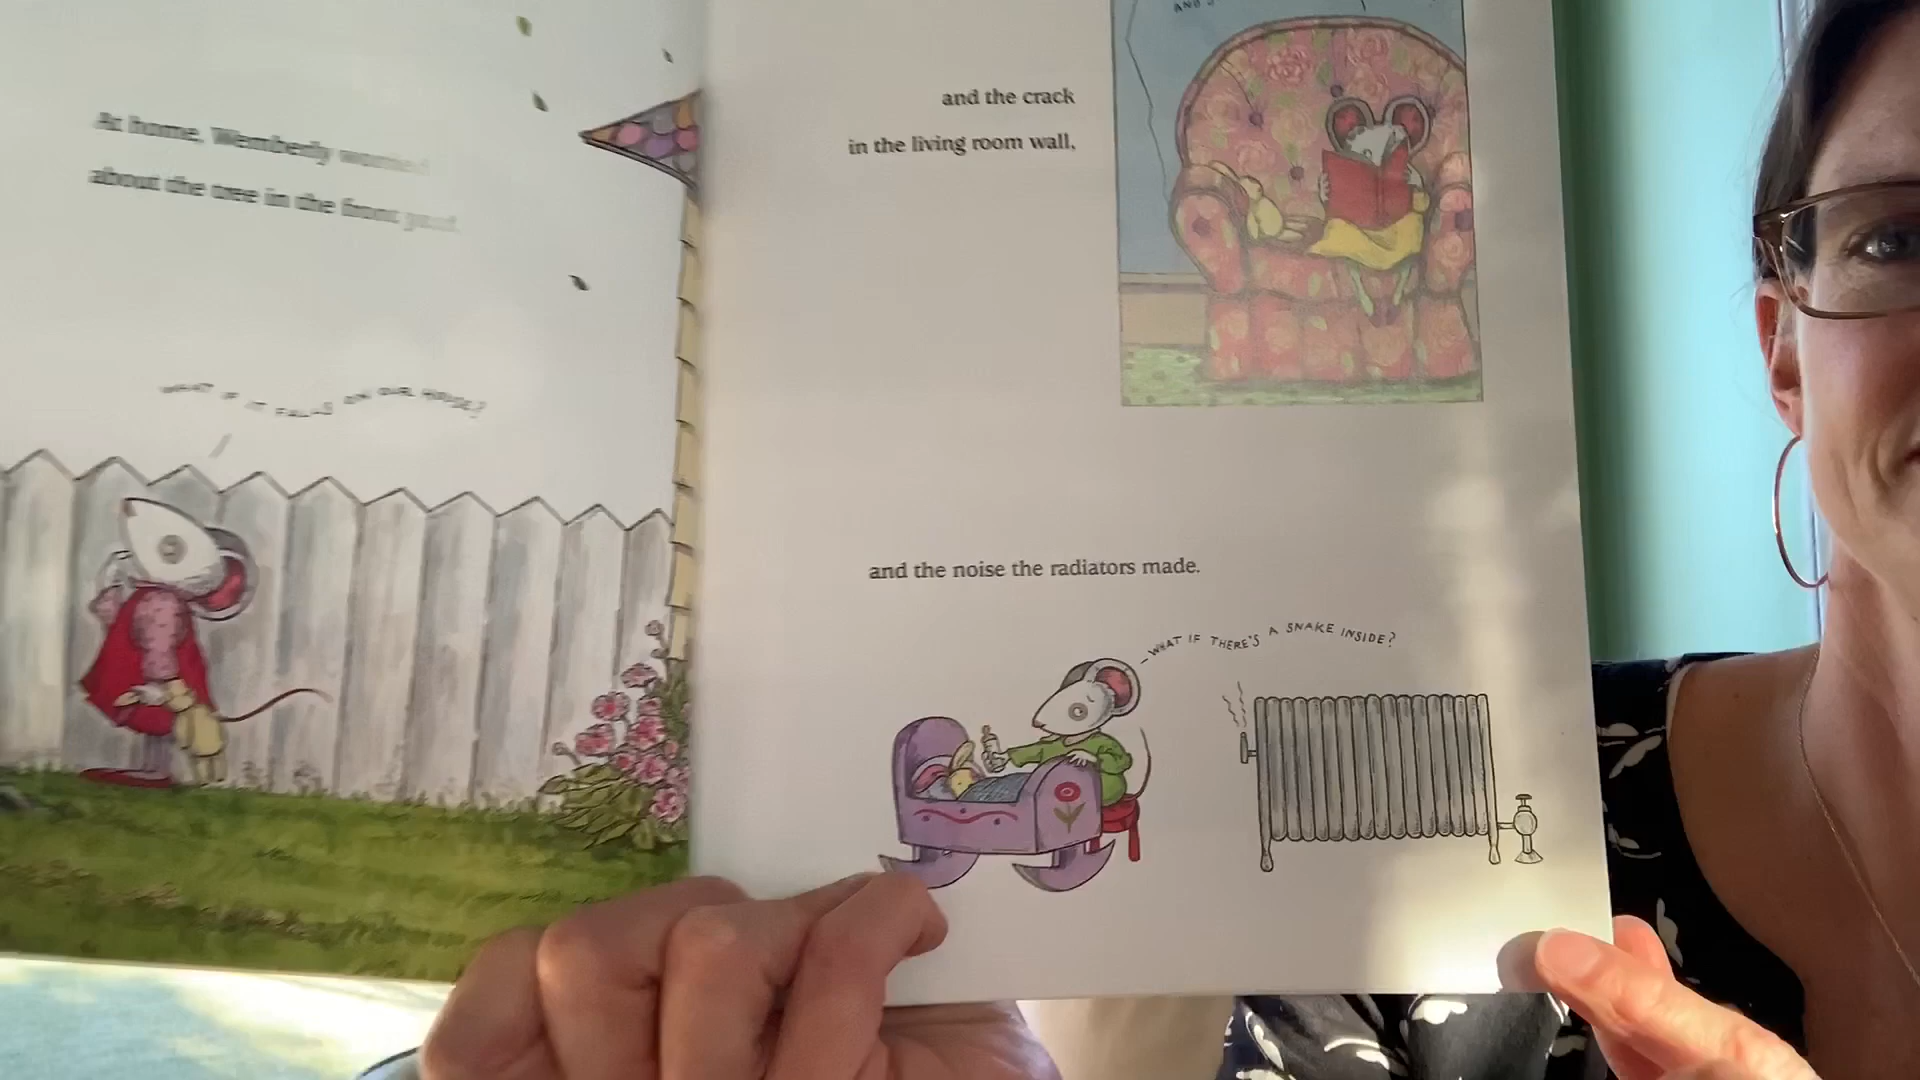 At home, Wemberly worried
about the tree in the front yard
WHAT IF IT FALLS ON OUR HOUSE?
AND
and the crack
in the living room wall,
and the noise the radiators made.
WHAT IF THERE'S A SNAKE INSIDE?